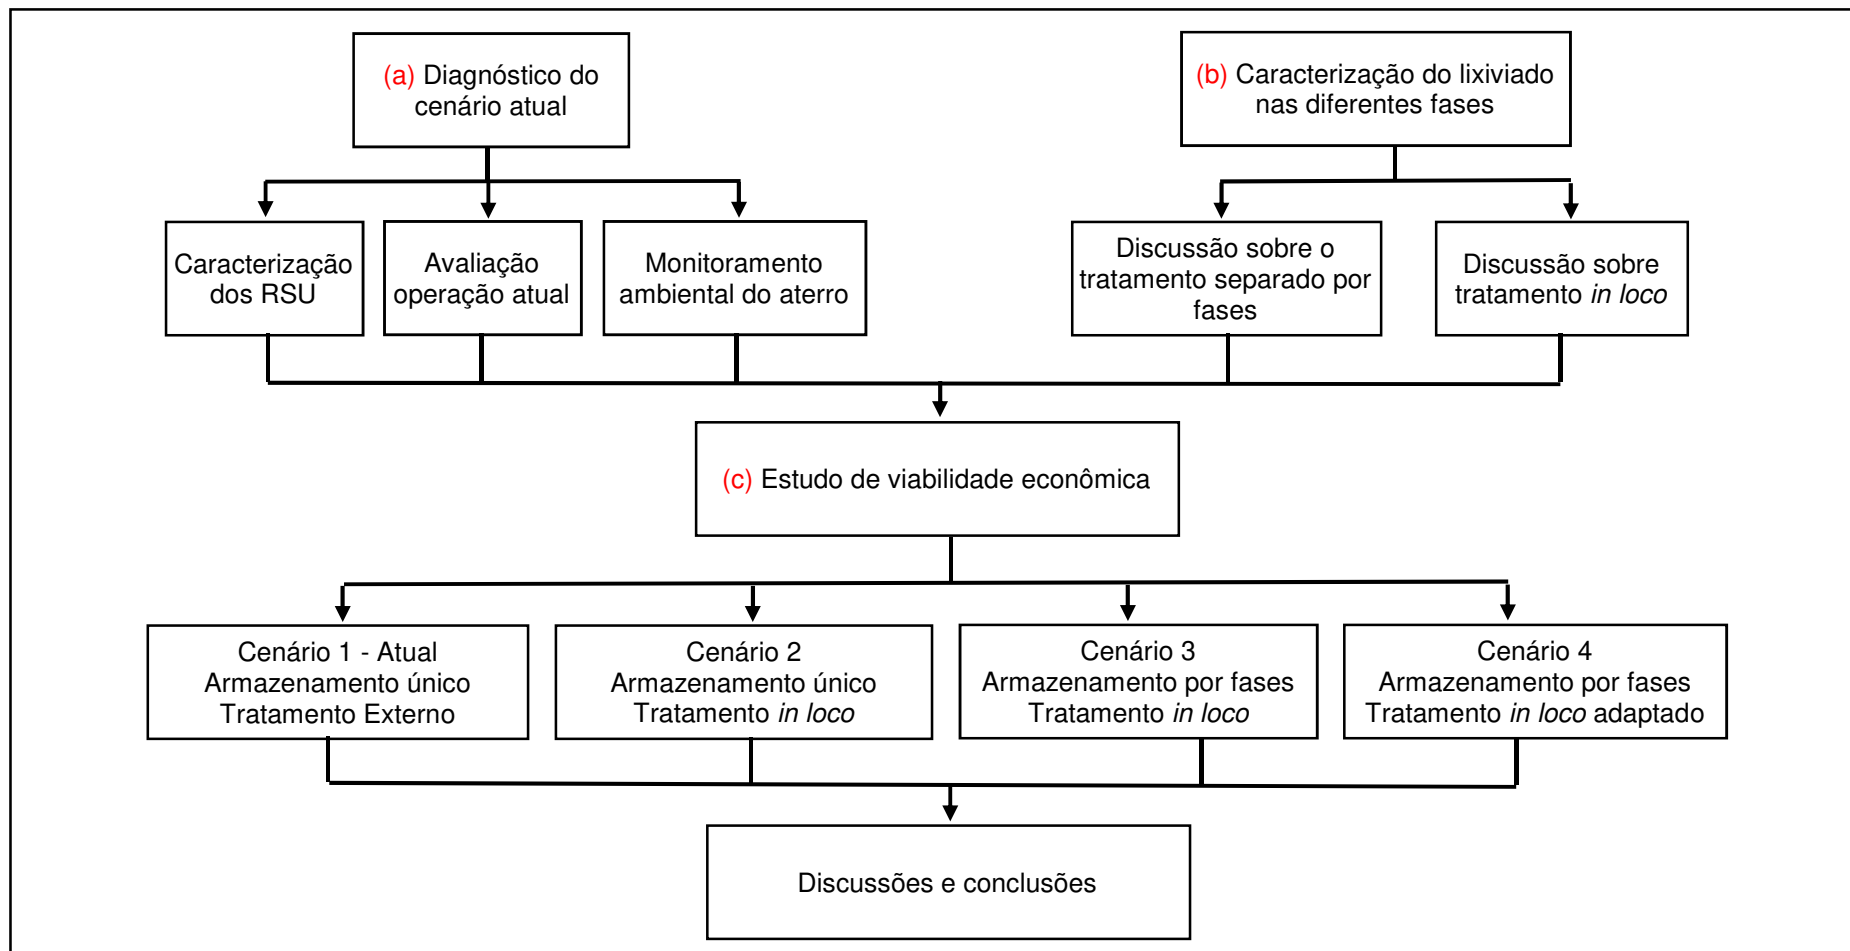 (a) Diagnóstico do
cenário atual
(b) Caracterização do lixiviado
nas diferentes fases
Caracterização
dos RSU
Avaliação
operação atual
Monitoramento
ambiental do aterro
Discussão sobre o
tratamento separado por
fases
Discussão sobre
tratamento in loco
(c) Estudo de viabilidade econômica
Cenário 1 - Atual
Armazenamento único
Tratamento Externo
Cenário 2
Armazenamento único
Tratamento in loco
Cenário 3
Armazenamento por fases
Tratamento in loco
Cenário 4
Armazenamento por fases
Tratamento in loco adaptado
Discussões e conclusões